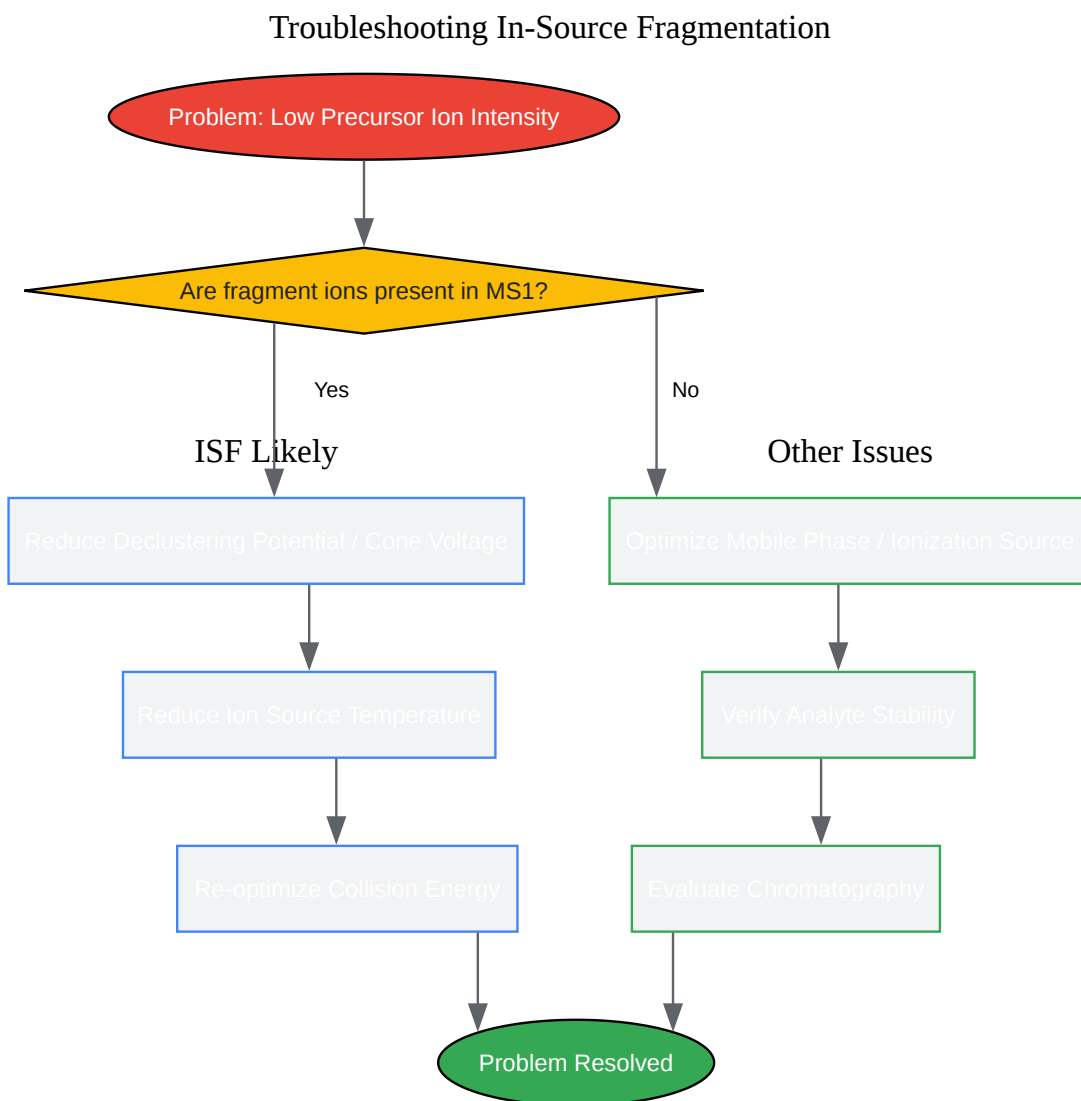 Troubleshooting In-Source Fragmentation
Problem: Low Precursor Ion Intensity
Are fragment ions present in MS1?
Yes
No
ISF Likely
Other Issues
Reduce Declustering Potential / Cone Voltage
Optimize Mobile Phase / Ionization Source
Reduce Ion Source Temperature
Verify Analyte Stability
Re-optimize Collision Energy
Evaluate Chromatography
Problem Resolved